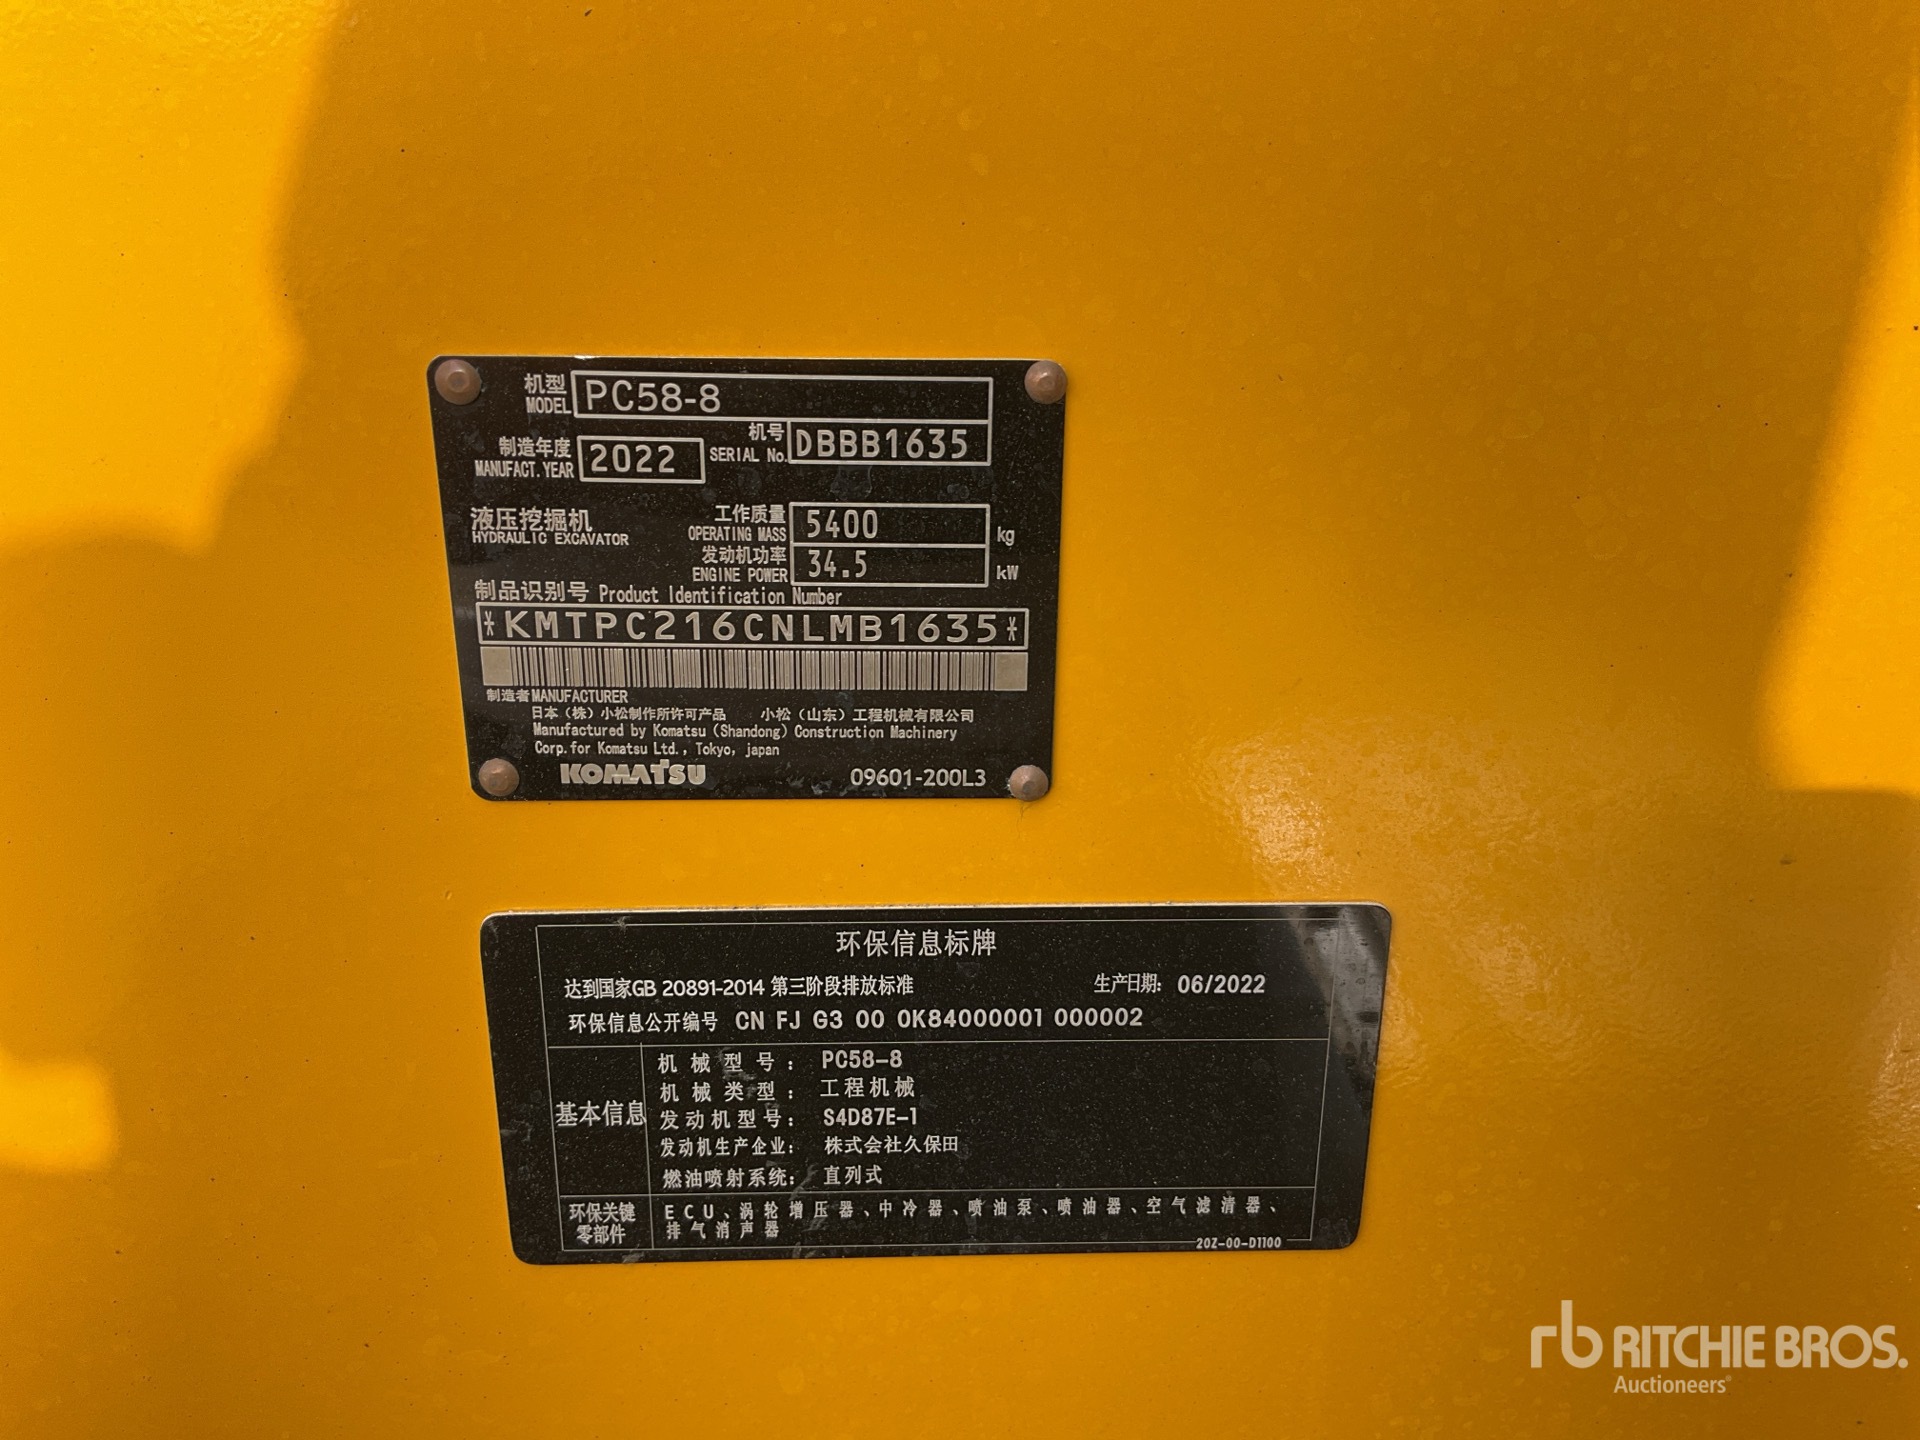 机型
MODEL PC58-8
制造年度
MANUFACT. YEAR 2022
机号
SERIAL No. DBBB1635
液压挖掘机
HYDRAULIC EXCAVATOR
工作质量
OPERATING MASS 5400 kg
发动机功率
ENGINE POWER 34.5 kW
制品识别号 Product Identification Number
*KMTPC216CNLMB1635*
制造者 MANUFACTURER
日本（株）小松制作所许可产品 小松（山东）工程机械有限公司
Manufactured by Komatsu (Shandong) Construction Machinery
Corp. for Komatsu Ltd., Tokyo, japan
KOMATSU 09601-200L3
环保信息标牌
达到国家GB 20891-2014 第三阶段排放标准 生产日期: 06/2022
环保信息公开编号 CN FJ G3 00 0K84000001 000002
基本信息
机械型号: PC58-8
机械类型: 工程机械
发动机型号: S4D87E-1
发动机生产企业: 株式会社久保田
燃油喷射系统: 直列式
环保关键
零部件
ECU、涡轮增压器、中冷器、喷油泵、喷油器、空气滤清器、
排气消声器
20Z-00-D1100
rb RITCHIE BROS.
Auctioneers